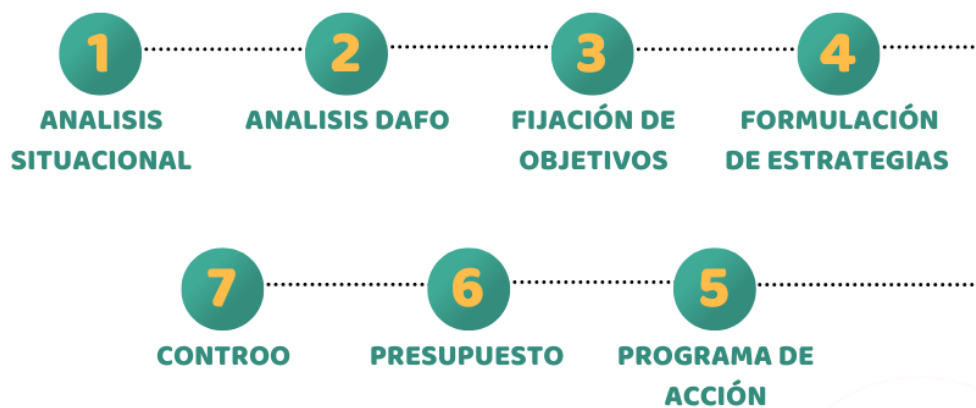 1
2
3
4
ANALISIS
SITUACIONAL
ANALISIS DAFO
FIJACIÓN DE
OBJETIVOS
FORMULACIÓN
DE ESTRATEGIAS
7
6
5
CONTROO
PRESUPUESTO
PROGRAMA DE
ACCIÓN